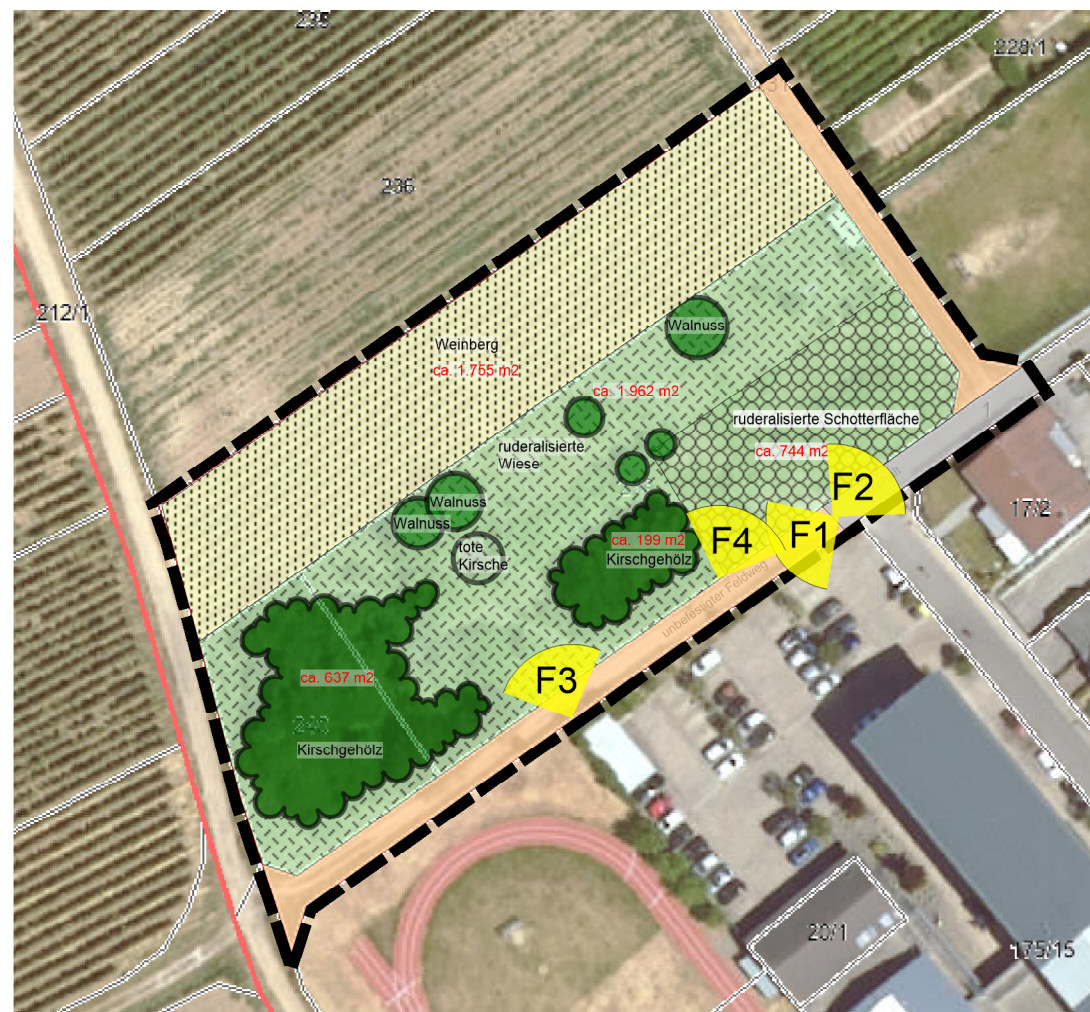 235
228/1
31
236
212/1
Walnuss
Weinberg
ca. 1.755 m2
ca. 1.962 m2
ruderalisierte Schotterfläche
ca. 744 m2
ruderalisierte
Wiese
F2
17/2
Walnuss
Walnuss
F1
F4
ca. 199 m2
Kirschgehölz
tote
Kirsche
unbefestigter Feldweg
F3
ca. 637 m2
240
Kirschgehölz
20/1
175/15